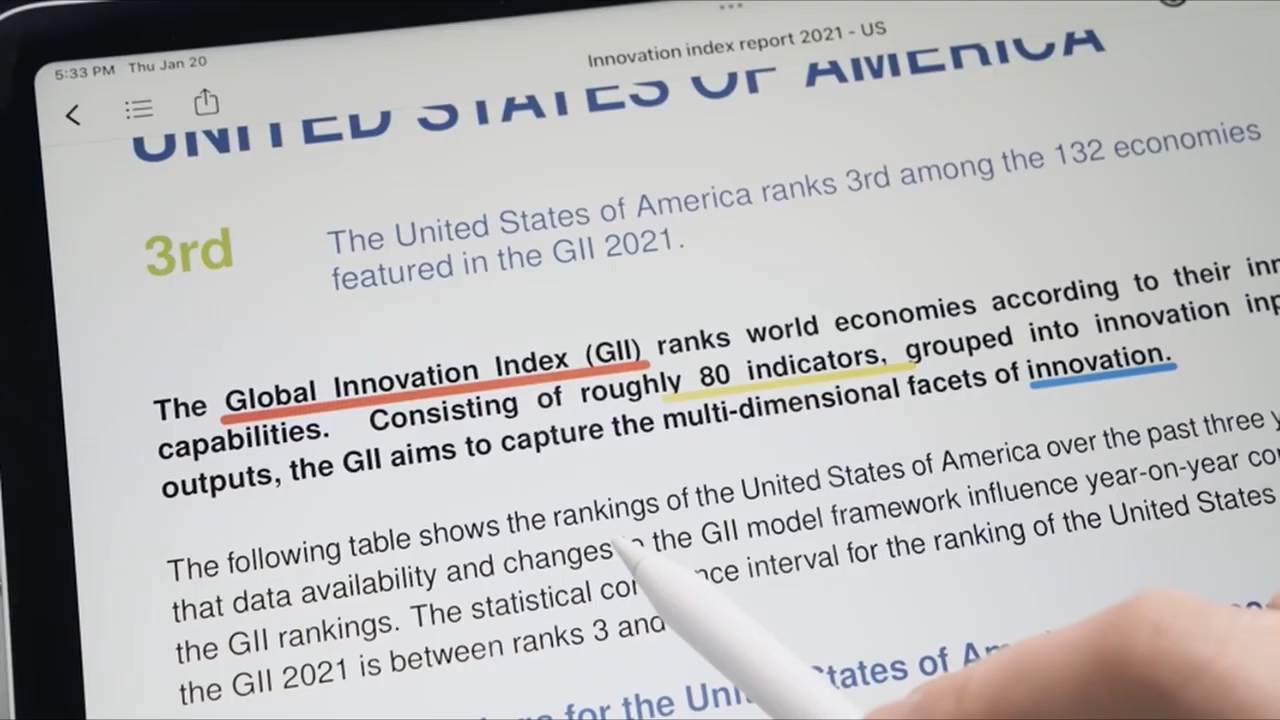 5:33 PM Thu Jan 20
Innovation index report 2021 - US
UNITED STATES OF AMERICA
3rd
The United States of America ranks 3rd among the 132 economies
featured in the GII 2021.
The Global Innovation Index (GII) ranks world economies according to their
capabilities. Consisting of roughly 80 indicators, grouped into innovation
outputs, the GII aims to capture the multi-dimensional facets of innovation.
The following table shows the rankings of the United States of America over the past three
that data availability and changes the GII model framework influence year-on-year
the GII rankings. The statistical interval for the ranking of the United States
the GII 2021 is between ranks 3 and
for the States of